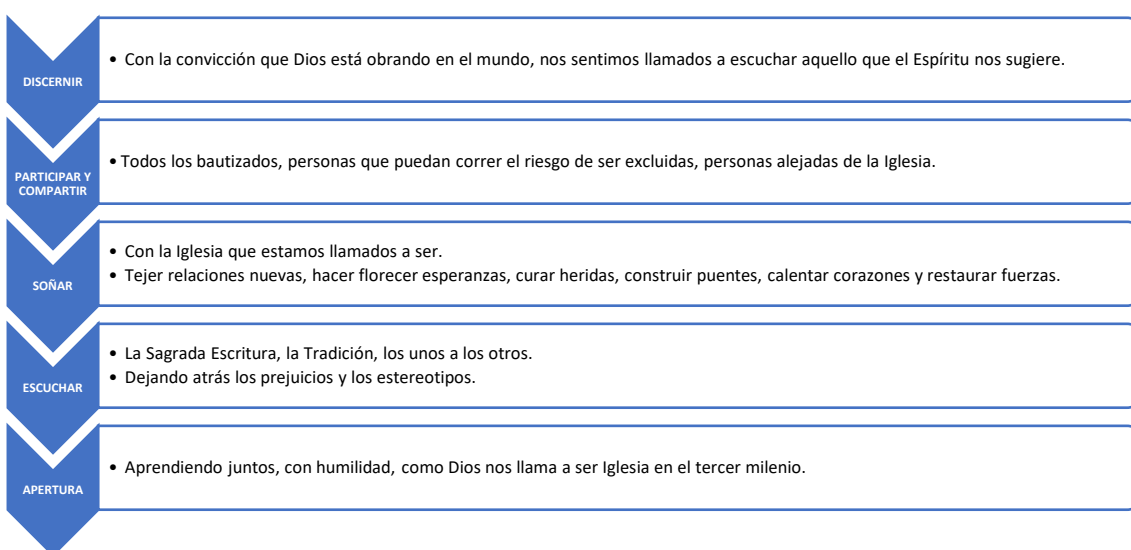 DISCERNIR
• Con la convicción que Dios está obrando en el mundo, nos sentimos llamados a escuchar aquello que el Espíritu nos sugiere.
PARTICIPAR Y
COMPARTIR
• Todos los bautizados, personas que puedan correr el riesgo de ser excluidas, personas alejadas de la Iglesia.
SOÑAR
• Con la Iglesia que estamos llamados a ser.
• Tejer relaciones nuevas, hacer florecer esperanzas, curar heridas, construir puentes, calentar corazones y restaurar fuerzas.
ESCUCHAR
• La Sagrada Escritura, la Tradición, los unos a los otros.
• Dejando atrás los prejuicios y los estereotipos.
APERTURA
• Aprendiendo juntos, con humildad, como Dios nos llama a ser Iglesia en el tercer milenio.